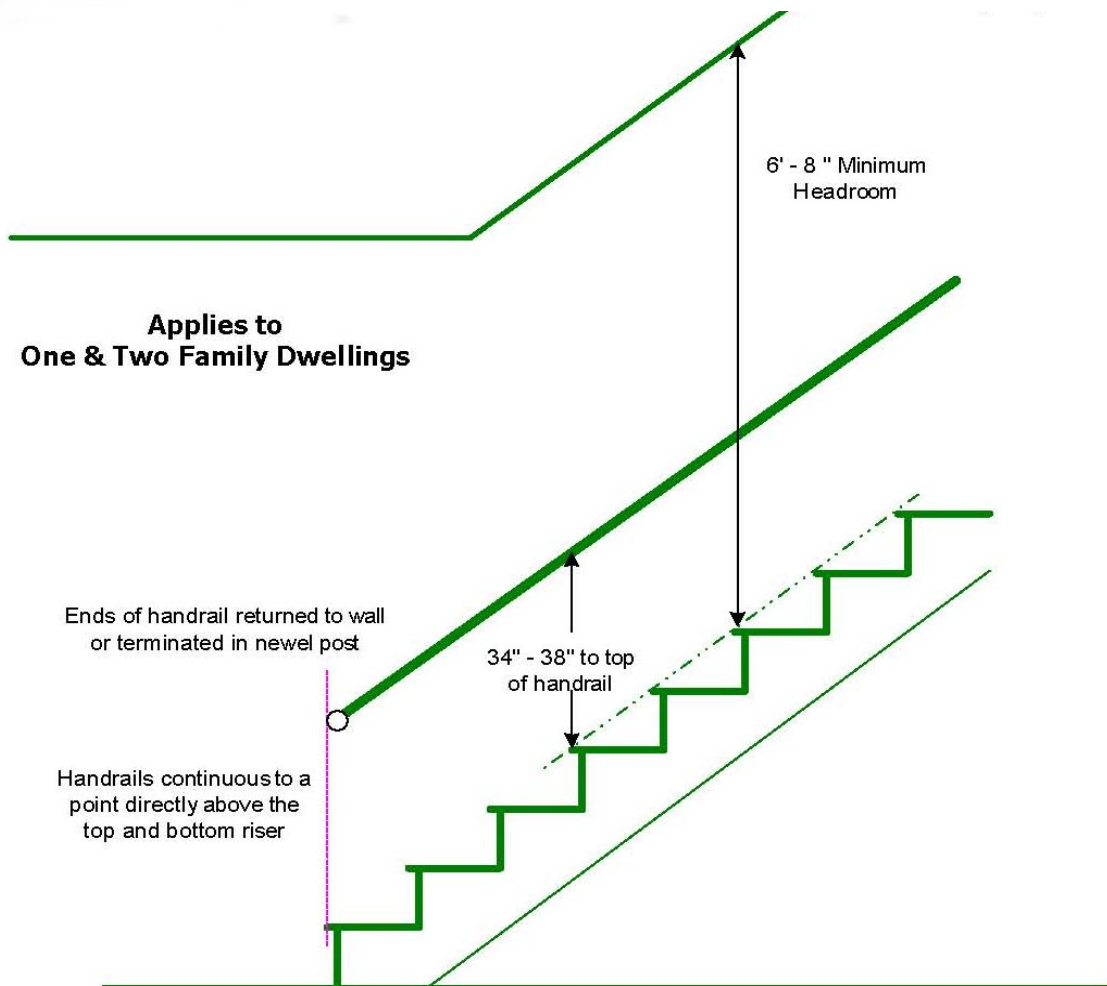 6' - 8 " Minimum
Headroom
Applies to
One & Two Family Dwellings
Ends of handrail returned to wall
or terminated in newel post
34" - 38" to top
of handrail
Handrails continuous to a
point directly above the
top and bottom riser